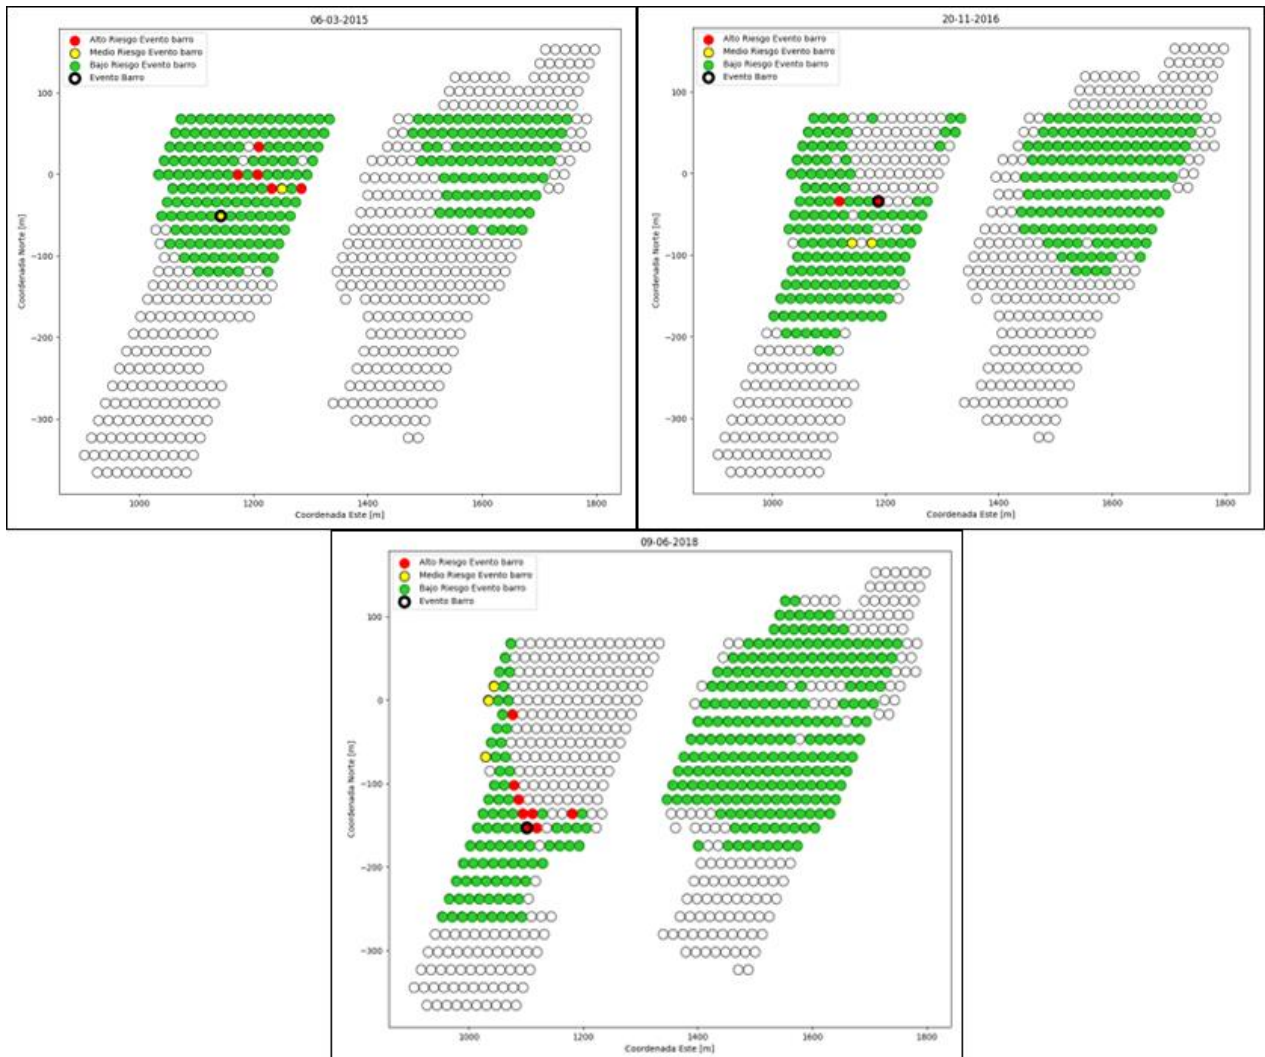 06-03-2015
Alto Riesgo Evento barro
Medio Riesgo Evento barro
Bajo Riesgo Evento barro
Evento Barro
100
0
−100
−200
−300
Coordenada Norte [m]
1000 1200 1400 1600 1800
Coordenada Este [m]
20-11-2016
Alto Riesgo Evento barro
Medio Riesgo Evento barro
Bajo Riesgo Evento barro
Evento Barro
100
0
−100
−200
−300
Coordenada Norte [m]
1000 1200 1400 1600 1800
Coordenada Este [m]
09-06-2018
Alto Riesgo Evento barro
Medio Riesgo Evento barro
Bajo Riesgo Evento barro
Evento Barro
100
0
−100
−200
−300
Coordenada Norte [m]
1000 1200 1400 1600 1800
Coordenada Este [m]